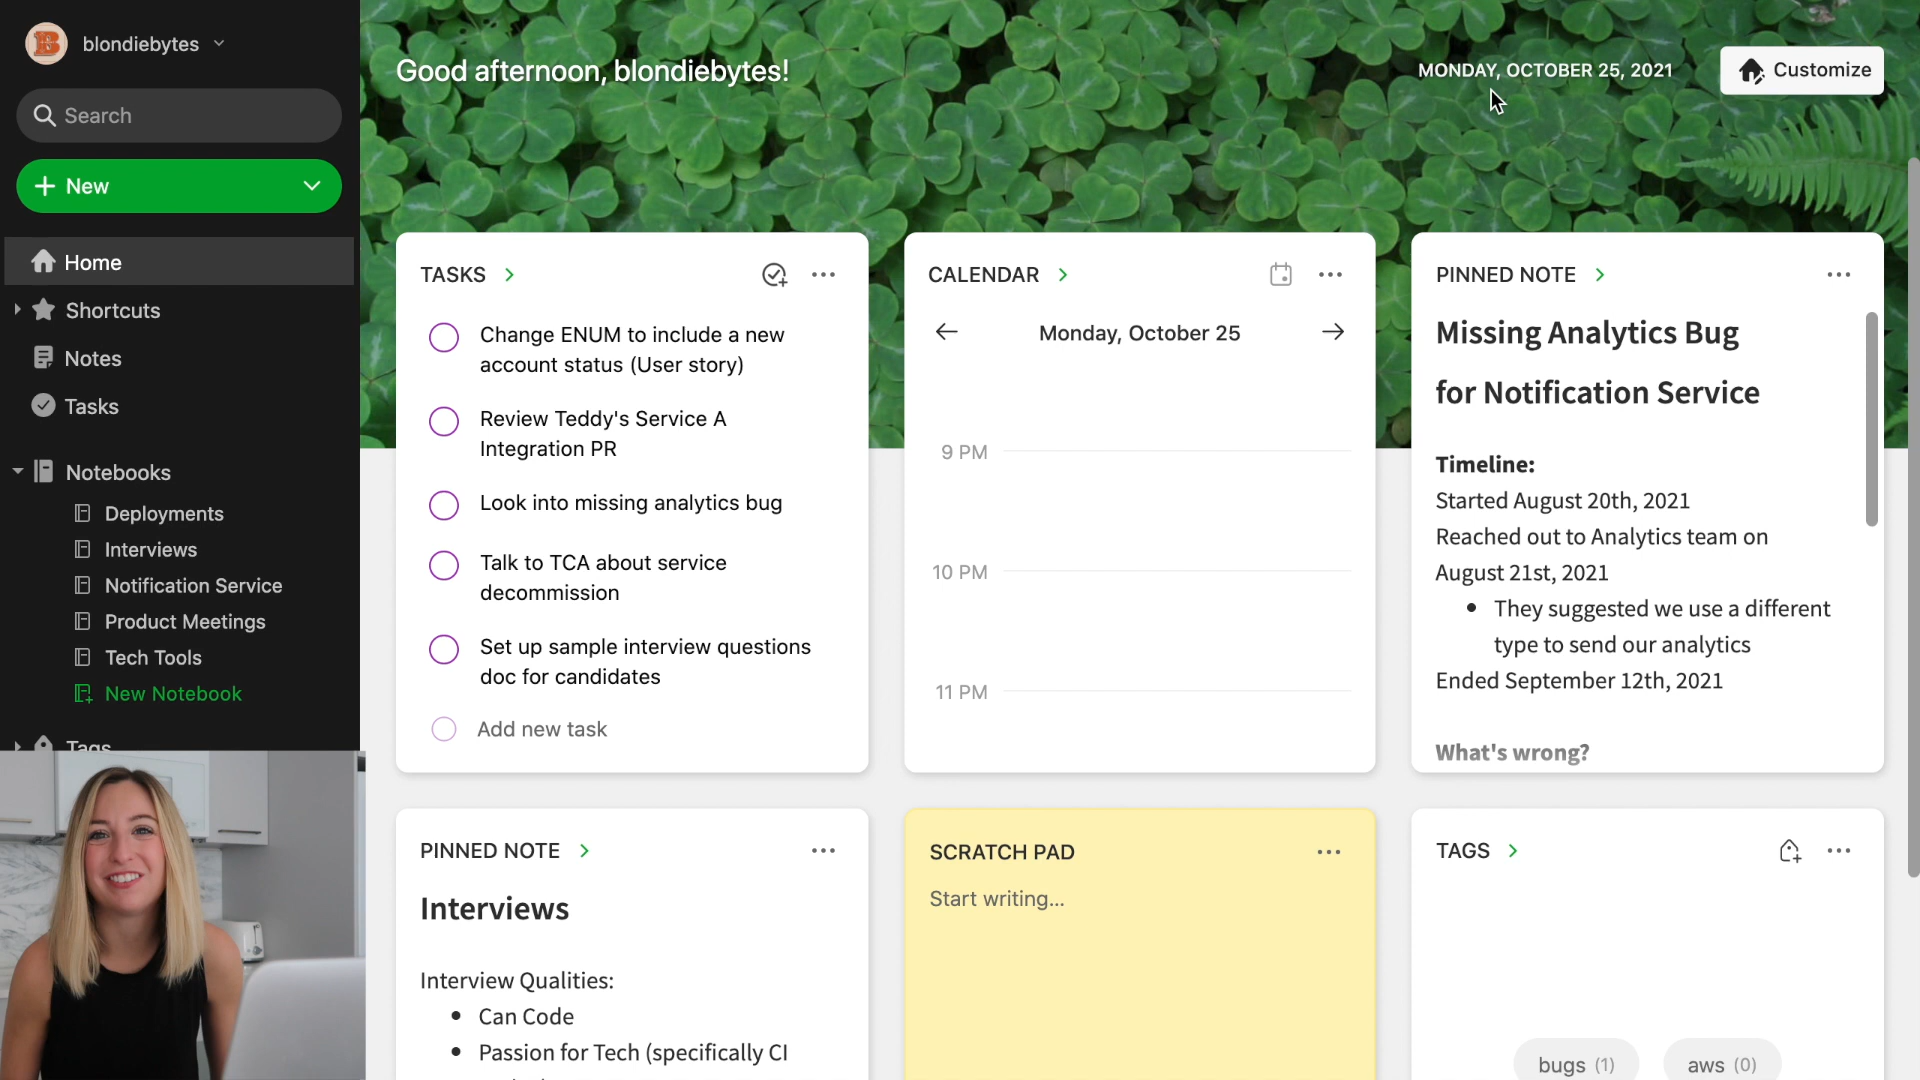 blondiebytes
Search
New
Home
Shortcuts
Notes
Tasks
Notebooks
Deployments
Interviews
Notification Service
Product Meetings
Tech Tools
New Notebook
Tags
Good afternoon, blondiebytes!
MONDAY, OCTOBER 25, 2021
Customize
TASKS
Change ENUM to include a new
account status (User story)
Review Teddy's Service A
Integration PR
Look into missing analytics bug
Talk to TCA about service
decommission
Set up sample interview questions
doc for candidates
Add new task
CALENDAR
Monday, October 25
9 PM
10 PM
11 PM
PINNED NOTE
Missing Analytics Bug
for Notification Service
Timeline:
Started August 20th, 2021
Reached out to Analytics team on
August 21st, 2021
• They suggested we use a different
type to send our analytics
Ended September 12th, 2021
What's wrong?
PINNED NOTE
Interviews
Interview Qualities:
• Can Code
• Passion for Tech (specifically CI
SCRATCH PAD
Start writing...
TAGS
bugs (1)
aws (0)